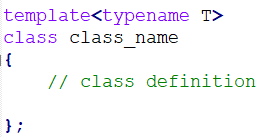 template<typename T>
class class_name
{
    // class definition
};